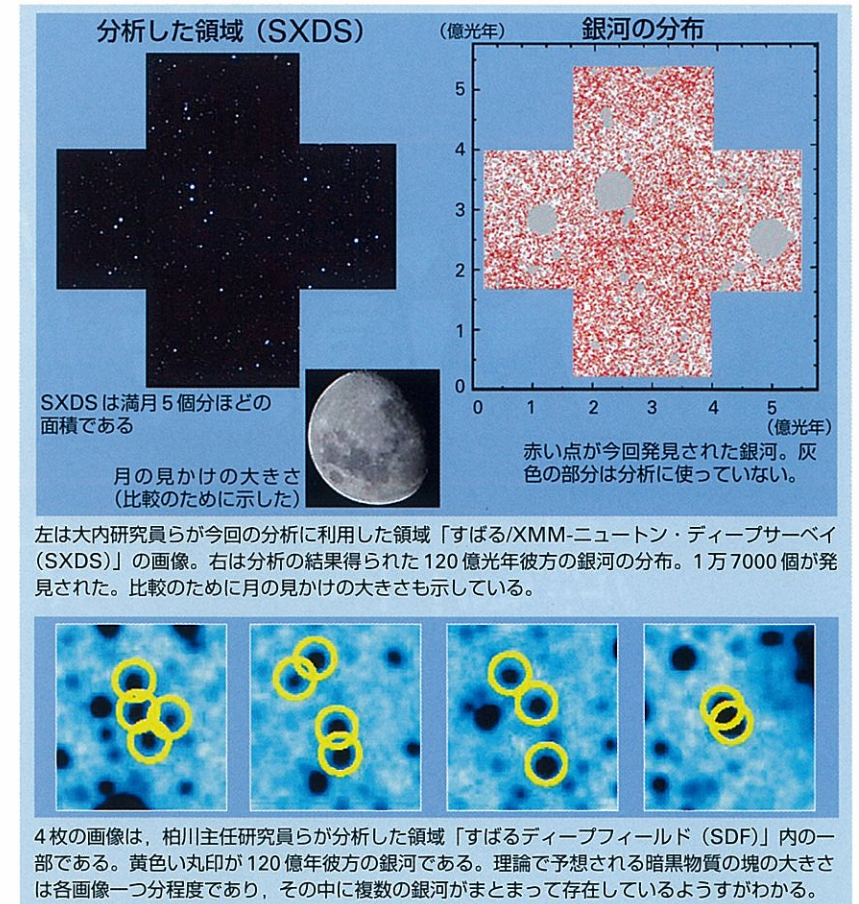 分析した領域（SXDS）
SXDSは満月5個分ほどの
面積である
月の見かけの大きさ
（比較のために示した）
（億光年）
銀河の分布
5
4
3
2
1
0
0 1 2 3 4 5
（億光年）
赤い点が今回発見された銀河。灰
色の部分は分析に使っていない。
左は大内研究員らが今回の分析に利用した領域「すばる/XMM-ニュートン・ディープサーベイ
（SXDS）」の画像。右は分析の結果得られた120億光年彼方の銀河の分布。1万7000個が発
見された。比較のために月の見かけの大きさも示している。
4枚の画像は，柏川主任研究員らが分析した領域「すばるディープフィールド（SDF）」内の一
部である。黄色い丸印が120億年彼方の銀河である。理論で予想される暗黒物質の塊の大きさ
は各画像一つ分程度であり，その中に複数の銀河がまとまって存在しているようすがわかる。